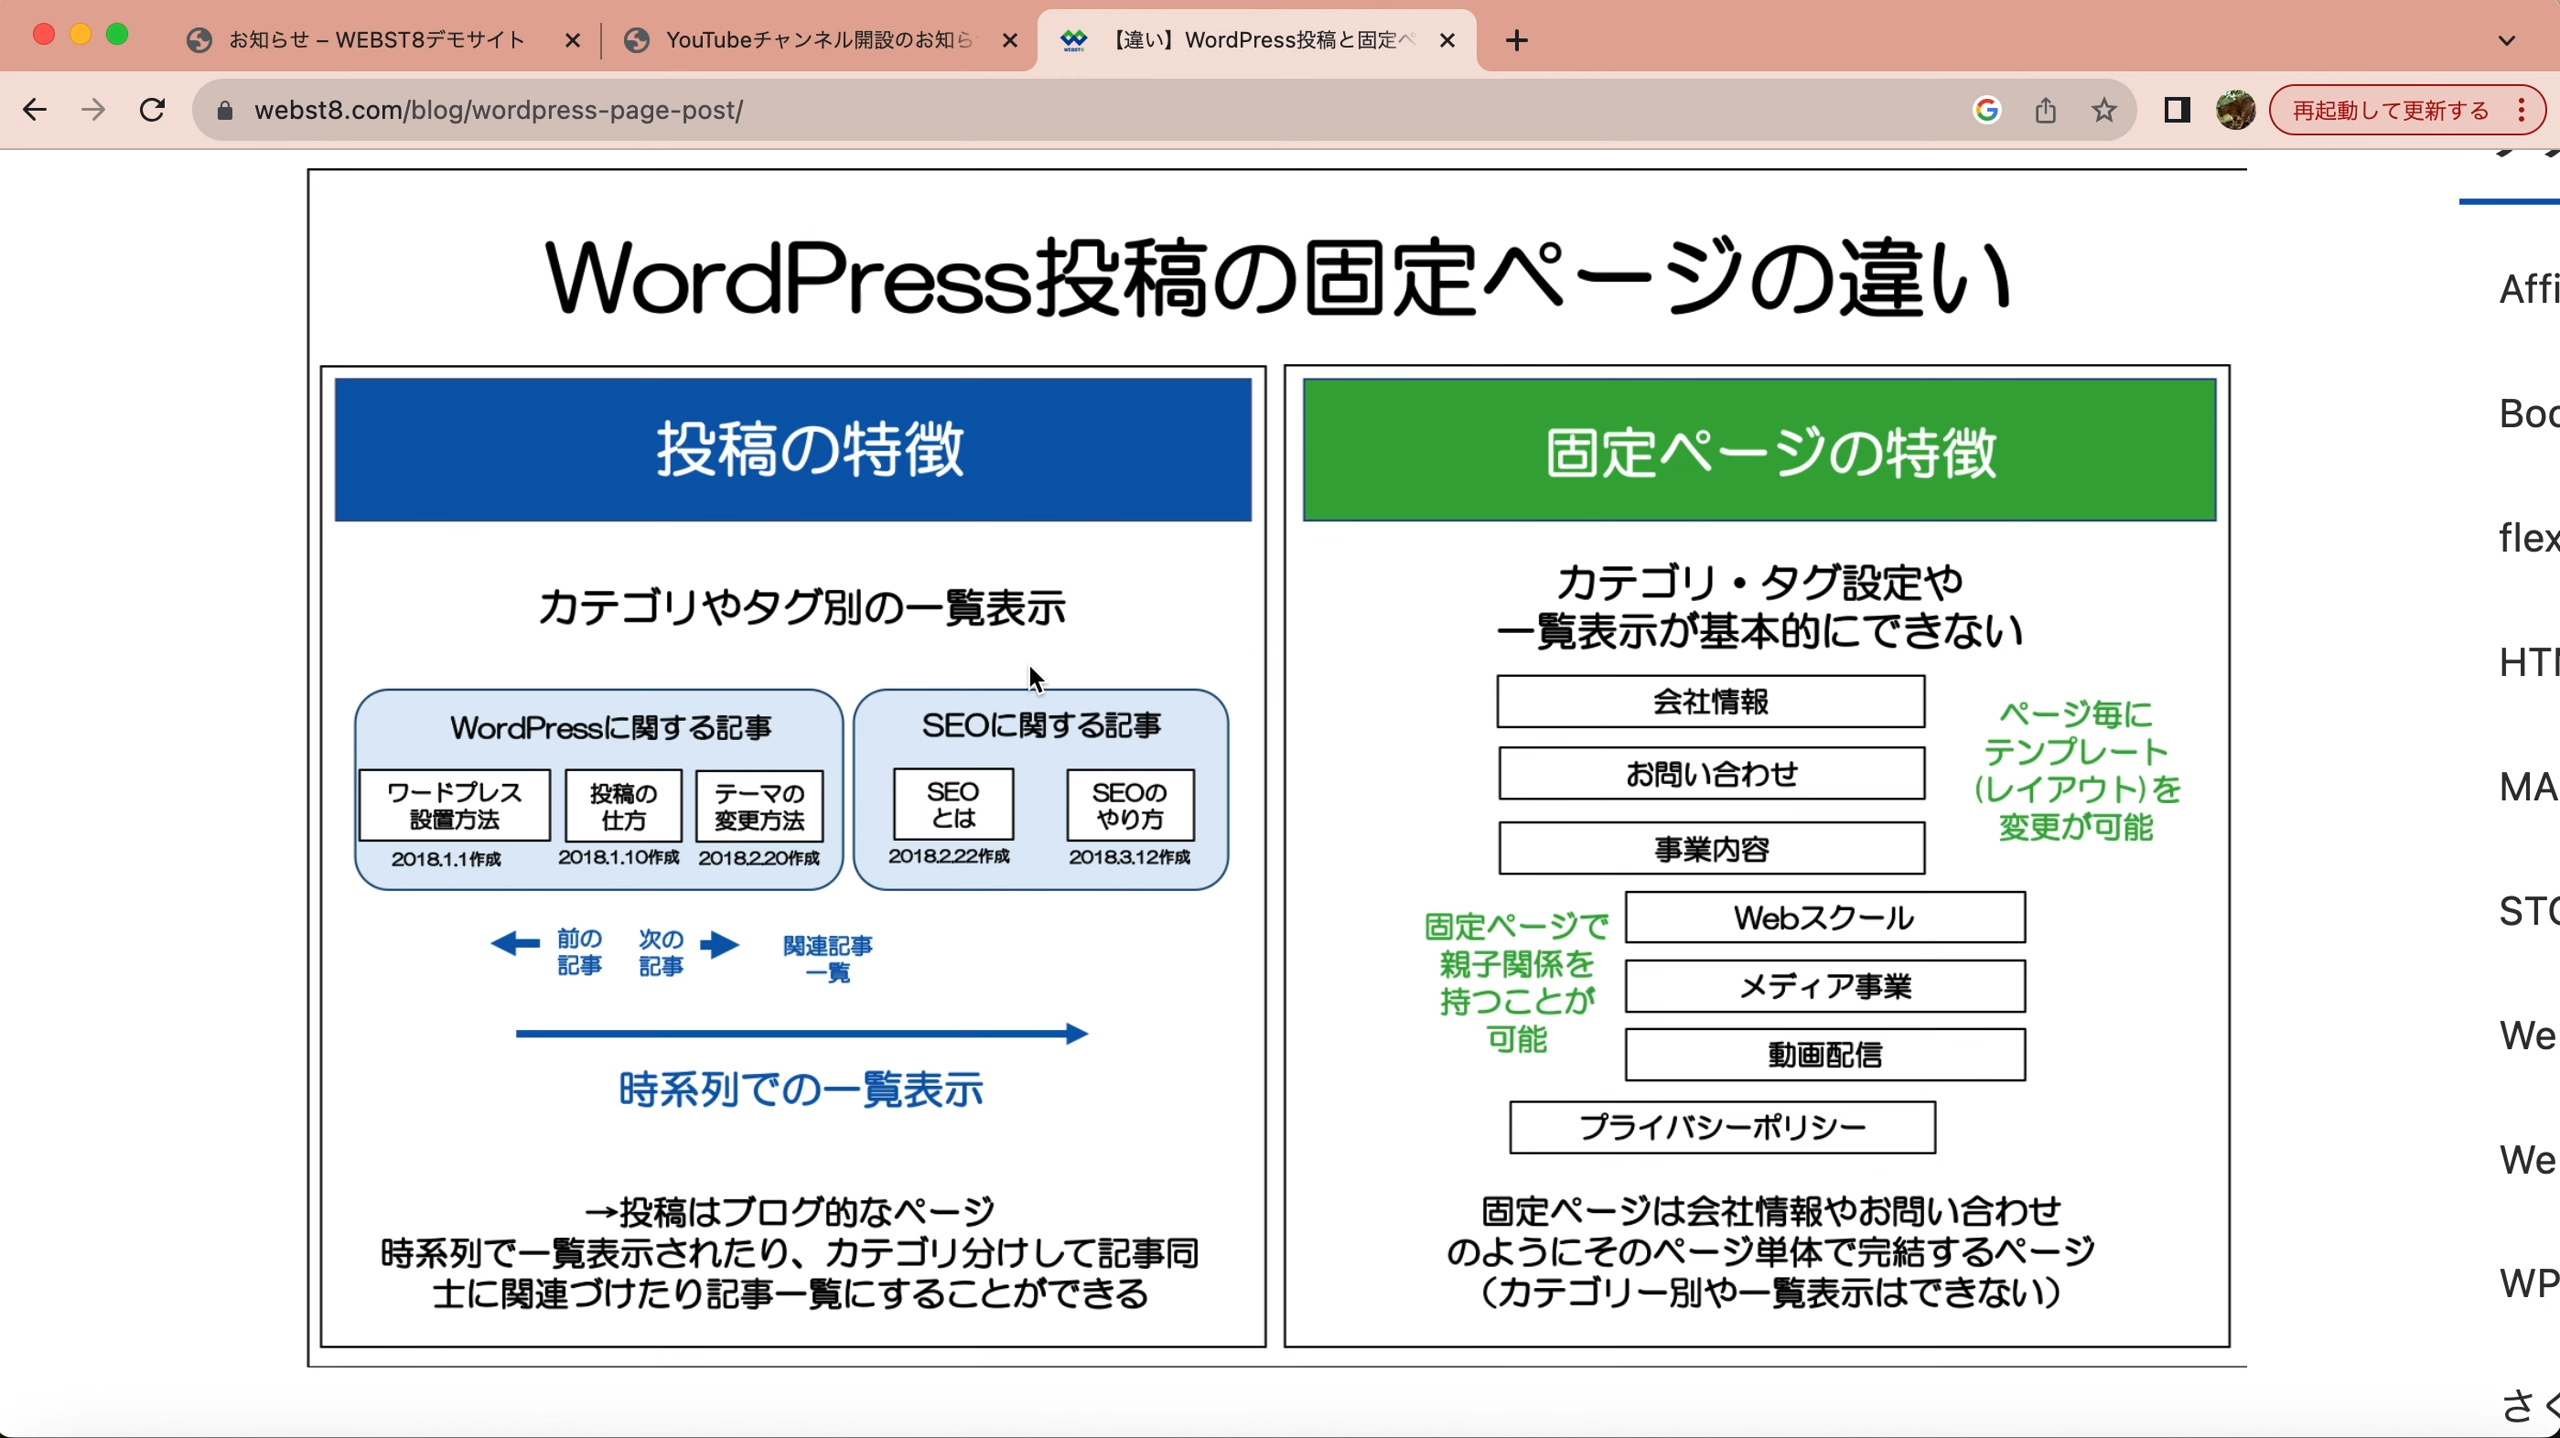 お知らせ – WEBST8デモサイト
YouTubeチャンネル開設のお知ら
【違い】WordPress投稿と固定ペ
webst8.com/blog/wordpress-page-post/
再起動して更新する
WordPress投稿の固定ページの違い
投稿の特徴
カテゴリやタグ別の一覧表示
WordPressに関する記事
ワードプレス
設置方法
2018.1.1作成
投稿の
仕方
2018.1.10作成
テーマの
変更方法
2018.2.20作成
SEOに関する記事
SEO
とは
2018.2.22作成
SEOの
やり方
2018.3.12作成
前の
記事
次の
記事
関連記事
一覧
時系列での一覧表示
→投稿はブログ的なページ
時系列で一覧表示されたり、カテゴリ分けして記事同
士に関連づけたり記事一覧にすることができる
固定ページの特徴
カテゴリ・タグ設定や
一覧表示が基本的にできない
会社情報
お問い合わせ
事業内容
ページ毎に
テンプレート
(レイアウト)を
変更が可能
固定ページで
親子関係を
持つことが
可能
Webスクール
メディア事業
動画配信
プライバシーポリシー
固定ページは会社情報やお問い合わせ
のようにそのページ単体で完結するページ
（カテゴリー別や一覧表示はできない）
Affi
Boo
flex
HTM
MA
STO
We
We
WP
さく